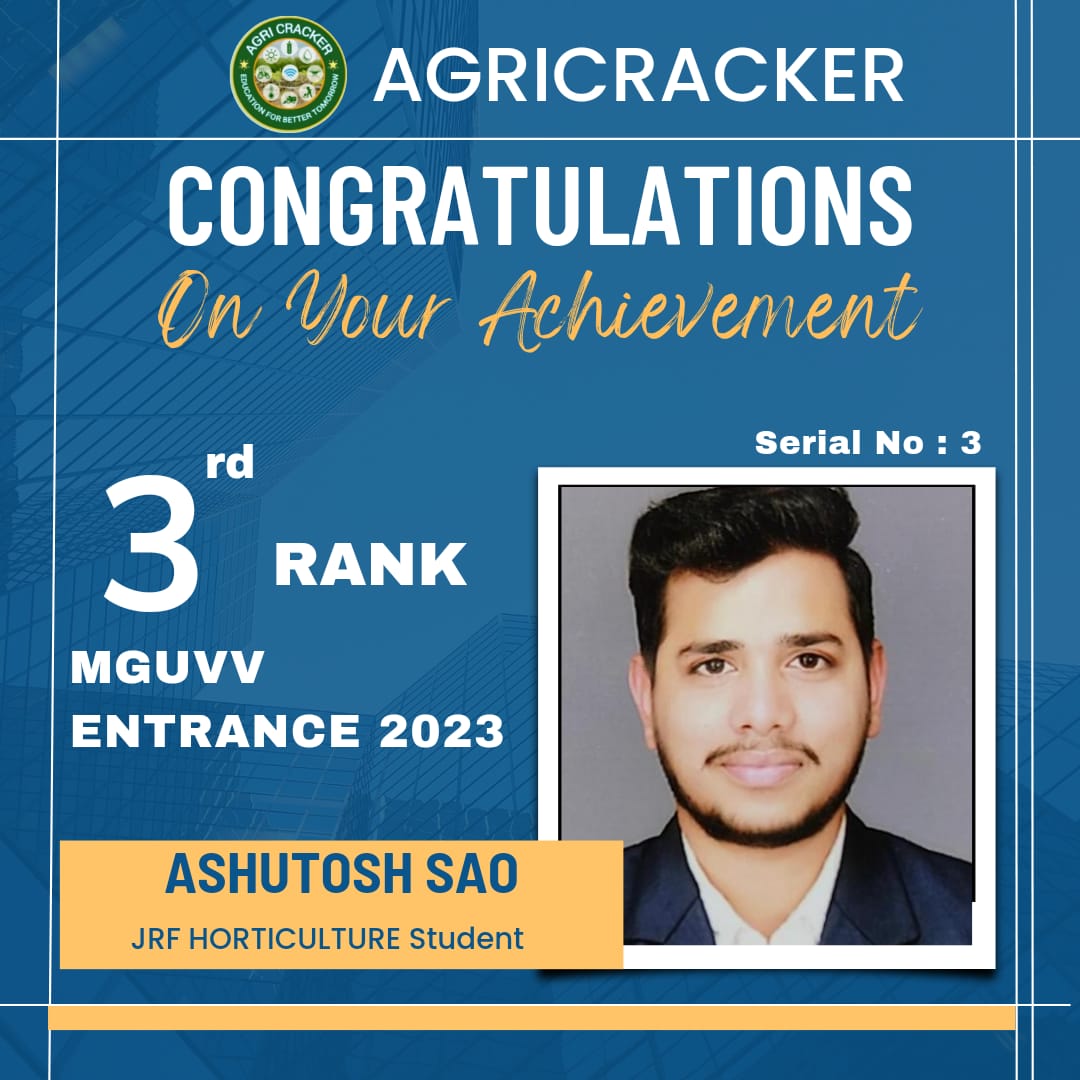 AGRI CRACKER
EDUCATION FOR BETTER TOMORROW
AGRICRACKER
CONGRATULATIONS
On Your Achievement
Serial No : 3
3rd RANK
MGUVV
ENTRANCE 2023
ASHUTOSH SAO
JRF HORTICULTURE Student